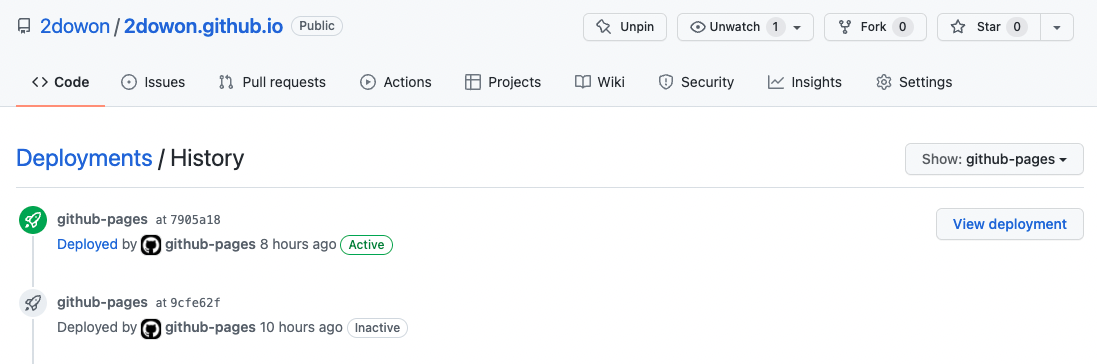 2dowon / 2dowon.github.io Public Unpin Unwatch 1 Fork 0 Star 0
Code Issues Pull requests Actions Projects Wiki Security Insights Settings
Deployments / History Show: github-pages
github-pages at 7905a18
View deployment
Deployed by github-pages 8 hours ago Active
github-pages at 9cfe62f
Deployed by github-pages 10 hours ago Inactive